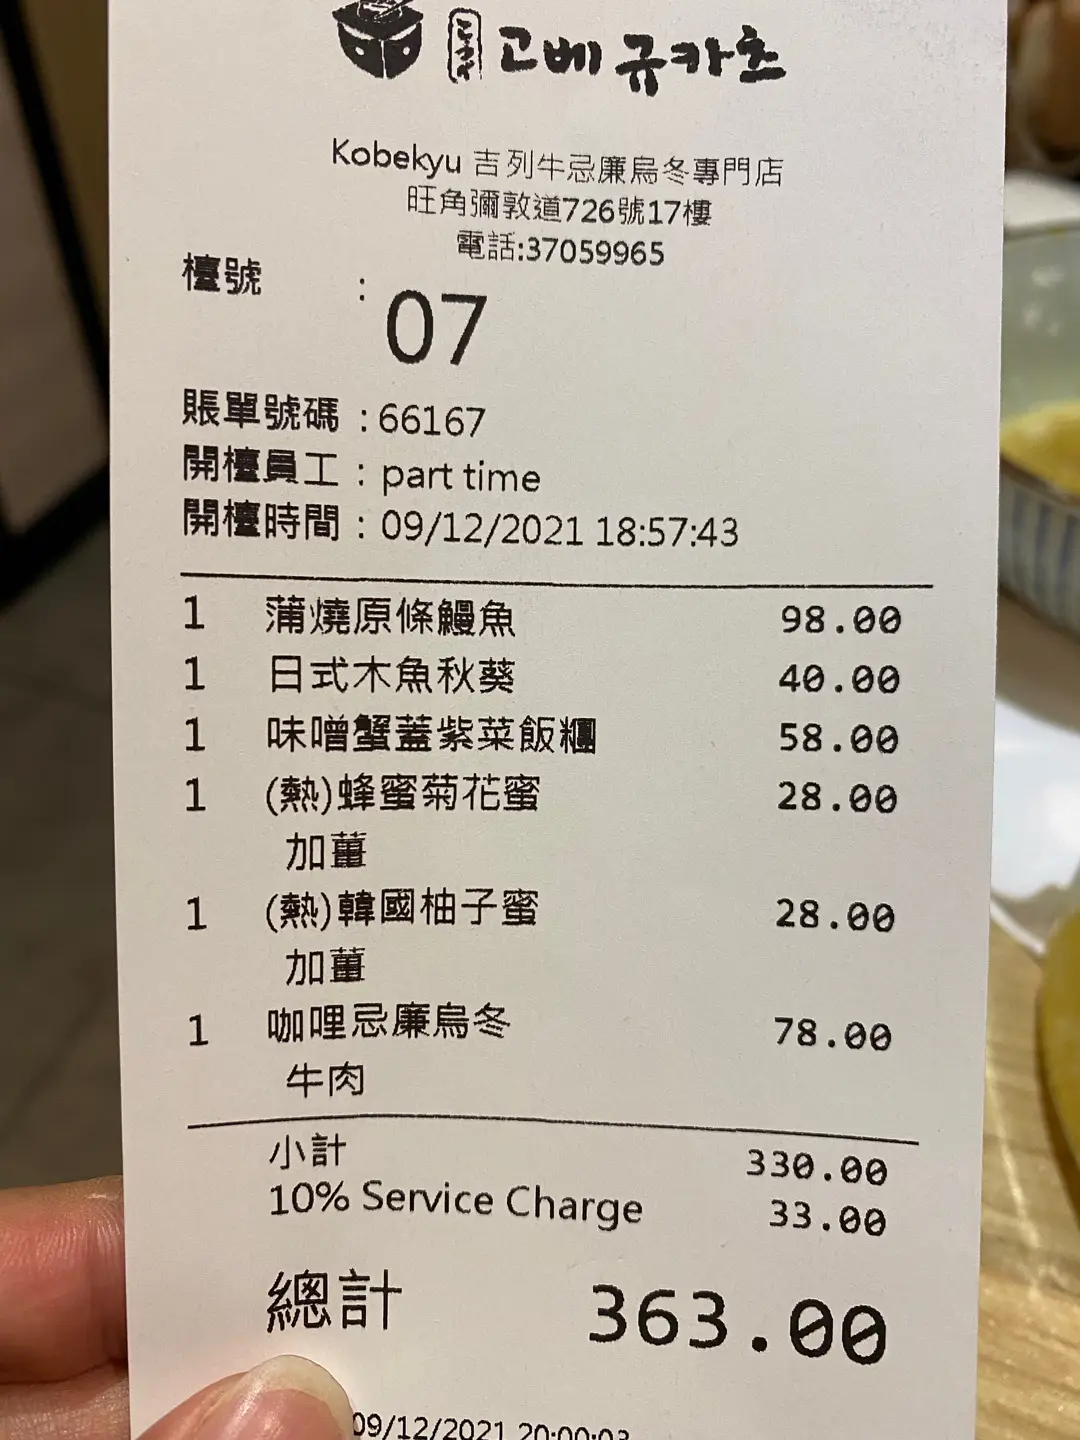 고베규카츠
Kobekyu 吉列牛忌廉烏冬專門店
旺角彌敦道726號17樓
電話:37059965
檯號 : 07
賬單號碼 : 66167
開檯員工 : part time
開檯時間 : 09/12/2021 18:57:43
1 蒲燒原條鰻魚 98.00
1 日式木魚秋葵 40.00
1 味噌蟹蓋紫菜飯糰 58.00
1 (熱)蜂蜜菊花蜜 28.00
加薑
1 (熱)韓國柚子蜜 28.00
加薑
1 咖哩忌廉烏冬 78.00
牛肉
小計 330.00
10% Service Charge 33.00
總計 363.00
09/12/2021 20:00:03